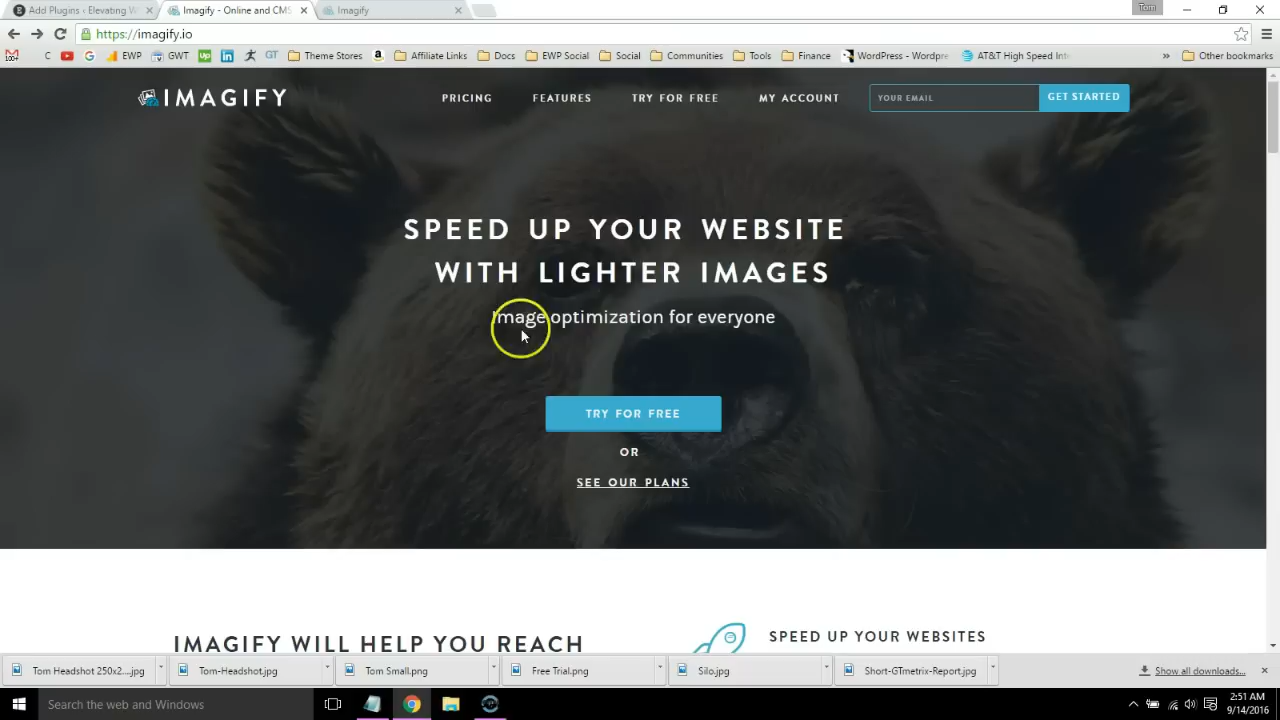 Add Plugins ‹ Elevating W
Imagify - Online and CMS
Imagify
Tom
https://imagify.io
C
EWP
GWT
Theme Stores
Affiliate Links
Docs
EWP Social
Social
Communities
Tools
Finance
WordPress - Wordpre
AT&T High Speed Int
»
Other bookmarks
IMAGIFY
PRICING
FEATURES
TRY FOR FREE
MY ACCOUNT
YOUR EMAIL
GET STARTED
SPEED UP YOUR WEBSITE
WITH LIGHTER IMAGES
Image optimization for everyone
TRY FOR FREE
OR
SEE OUR PLANS
IMAGIFY WILL HELP YOU REACH
SPEED UP YOUR WEBSITES
Tom Headshot 250x2....jpg
Tom-Headshot.jpg
Tom Small.png
Free Trial.png
Silo.jpg
Short-GTmetrix-Report.jpg
Show all downloads...
Search the web and Windows
2:51 AM
9/14/2016